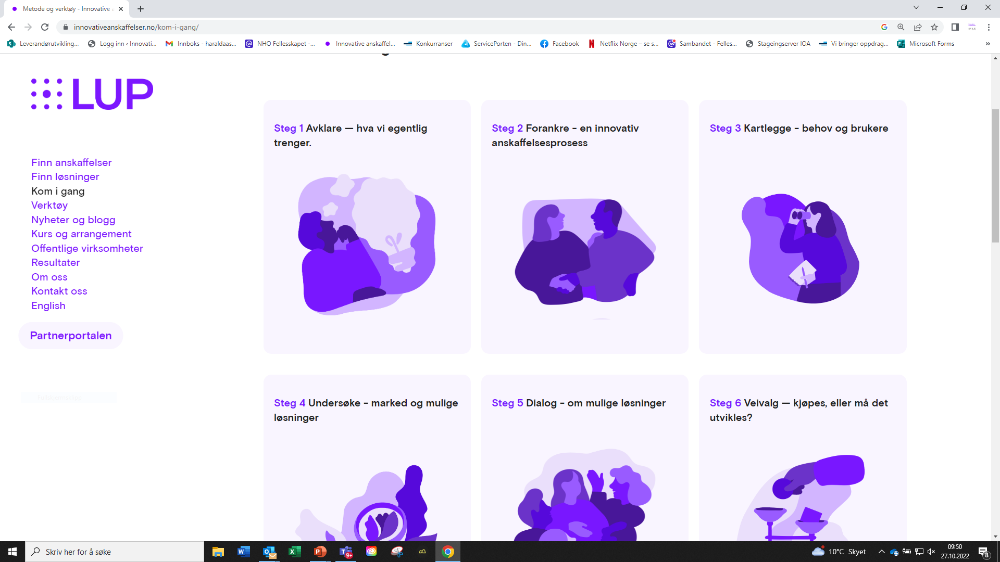 Metode og verktøy - Innovative a
innovativeanskaffelser.no/kom-i-gang/
Leverandørutvikling...
Logg inn ‹ Innovati...
Innboks - haraldaas...
NHO Fellesskapet -...
Innovative anskaffel...
Konkurranser
ServicePorten - Din...
Facebook
Netflix Norge – se s...
Sambandet - Felles...
Stageingserver IOA
Vi bringer oppdrag...
Microsoft Forms
»
LUP
Finn anskaffelser
Finn løsninger
Kom i gang
Verktøy
Nyheter og blogg
Kurs og arrangement
Offentlige virksomheter
Resultater
Om oss
Kontakt oss
English
Partnerportalen
Steg 1 Avklare — hva vi egentlig
trenger.
Steg 2 Forankre - en innovativ
anskaffelsesprosess
Steg 3 Kartlegge - behov og brukere
Steg 4 Undersøke - marked og mulige
løsninger
Steg 5 Dialog - om mulige løsninger
Steg 6 Veivalg — kjøpes, eller må det
utvikles?
Skriv her for å søke
9+
10°C Skyet
09:50
27.10.2022
8